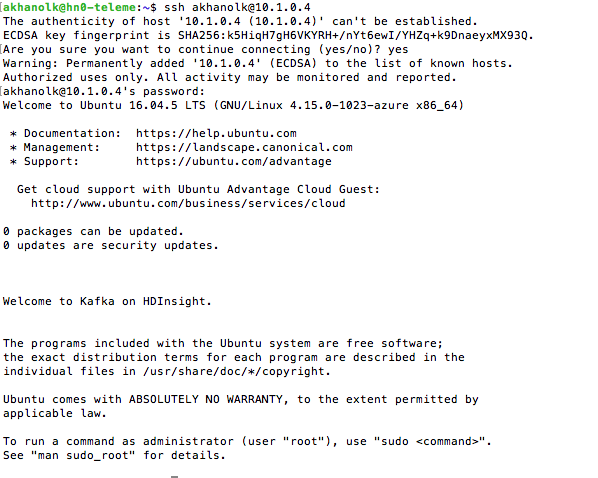 [akhanolk@hn0-teleme:~$ ssh akhanolk@10.1.0.4
The authenticity of host '10.1.0.4 (10.1.0.4)' can't be established.
ECDSA key fingerprint is SHA256:k5HiqH7gH6VKYRH+/nYt6ewI/YHZq+k9DnaeyxMX93Q.
[Are you sure you want to continue connecting (yes/no)? yes
Warning: Permanently added '10.1.0.4' (ECDSA) to the list of known hosts.
Authorized uses only. All activity may be monitored and reported.
[akhanolk@10.1.0.4's password:
Welcome to Ubuntu 16.04.5 LTS (GNU/Linux 4.15.0-1023-azure x86_64)
* Documentation:  https://help.ubuntu.com
* Management:     https://landscape.canonical.com
* Support:        https://ubuntu.com/advantage
Get cloud support with Ubuntu Advantage Cloud Guest:
http://www.ubuntu.com/business/services/cloud
0 packages can be updated.
0 updates are security updates.
Welcome to Kafka on HDInsight.
The programs included with the Ubuntu system are free software;
the exact distribution terms for each program are described in the
individual files in /usr/share/doc/*/copyright.
Ubuntu comes with ABSOLUTELY NO WARRANTY, to the extent permitted by
applicable law.
To run a command as administrator (user "root"), use "sudo <command>".
See "man sudo_root" for details.